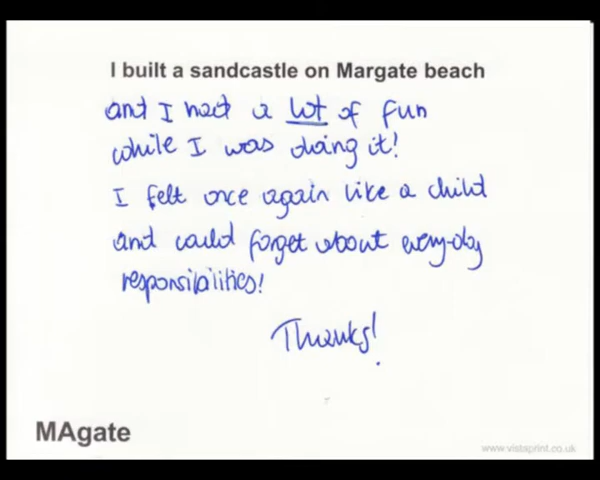 I built a sandcastle on Margate beach
and I had a lot of fun
while I was doing it!
I felt once again like a child
and could forget about every-day
responsibilities!
Thanks!
MAgate
www.vistaprint.co.uk